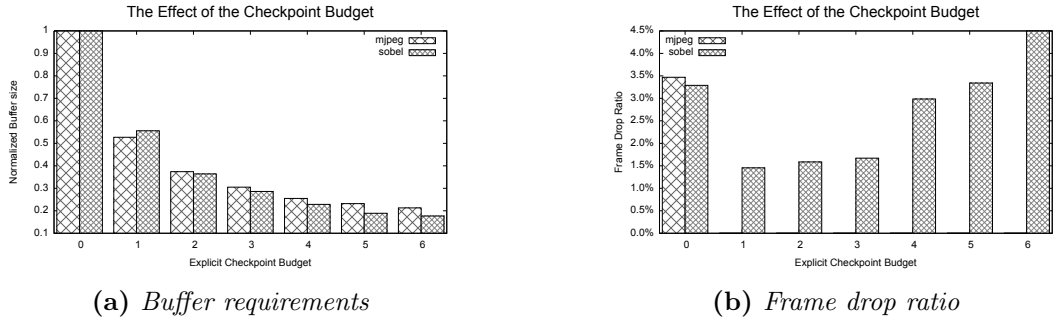 The Effect of the Checkpoint Budget
Normalized Buffer size
1
0.9
0.8
0.7
0.6
0.5
0.4
0.3
0.2
0.1
mjpeg
sobel
0 1 2 3 4 5 6
Explicit Checkpoint Budget
(a) Buffer requirements
The Effect of the Checkpoint Budget
Frame Drop Ratio
4.5%
4.0%
3.5%
3.0%
2.5%
2.0%
1.5%
1.0%
0.5%
0.0%
mjpeg
sobel
0 1 2 3 4 5 6
Explicit Checkpoint Budget
(b) Frame drop ratio